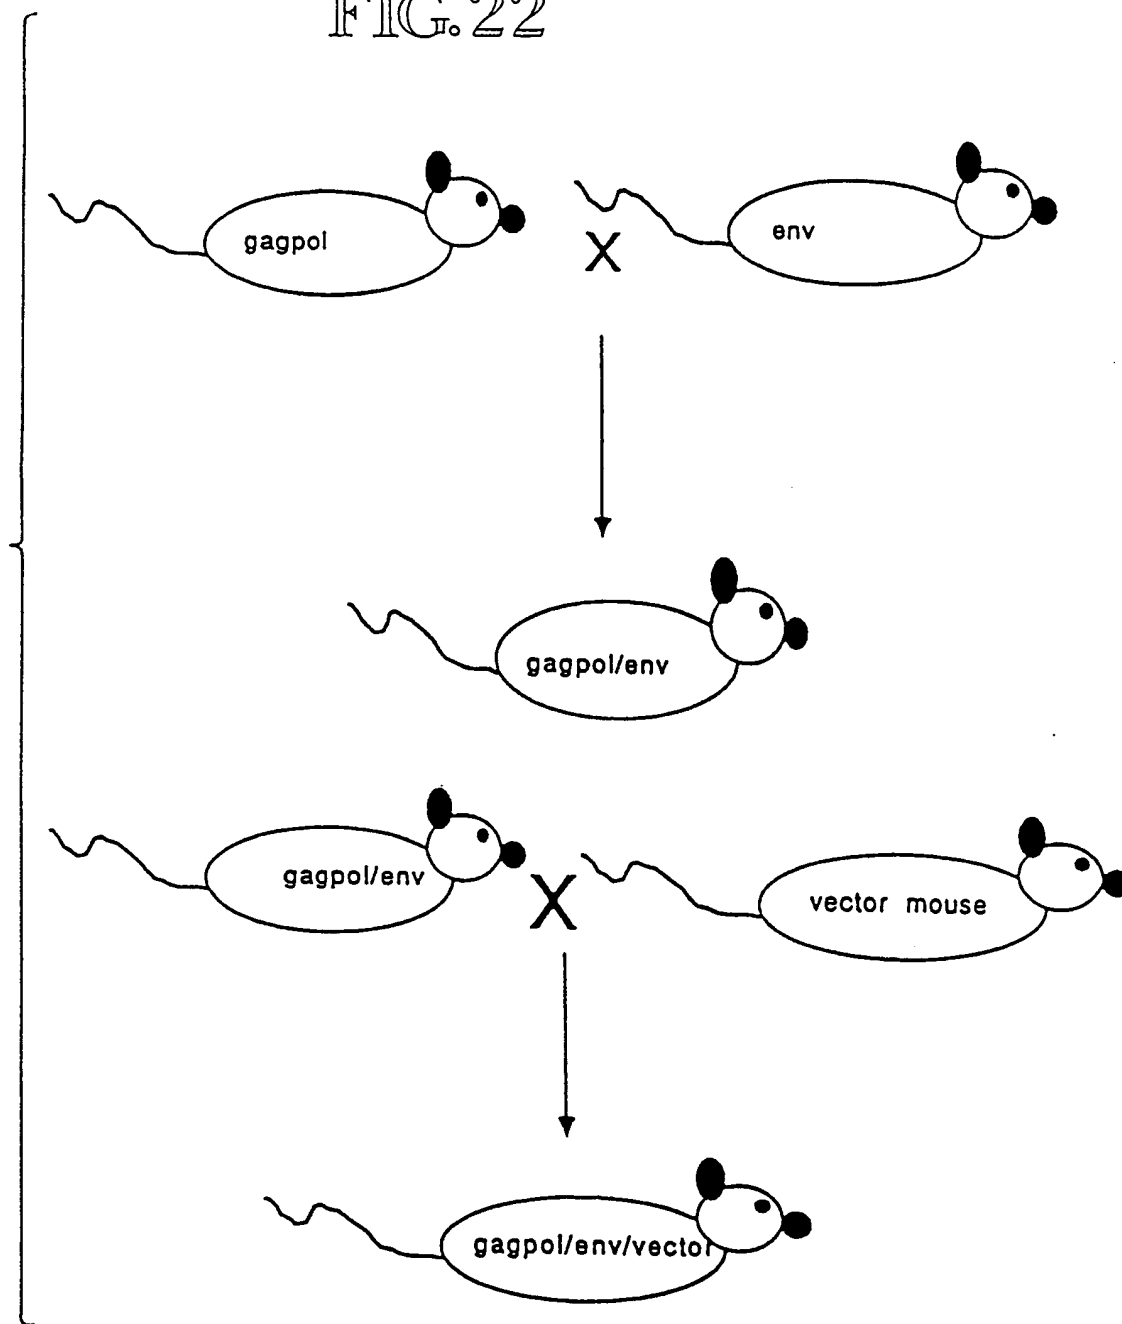 FIG. 22
gagpol
env
X
gagpol/env
gagpol/env
X
vector mouse
gagpol/env/vector